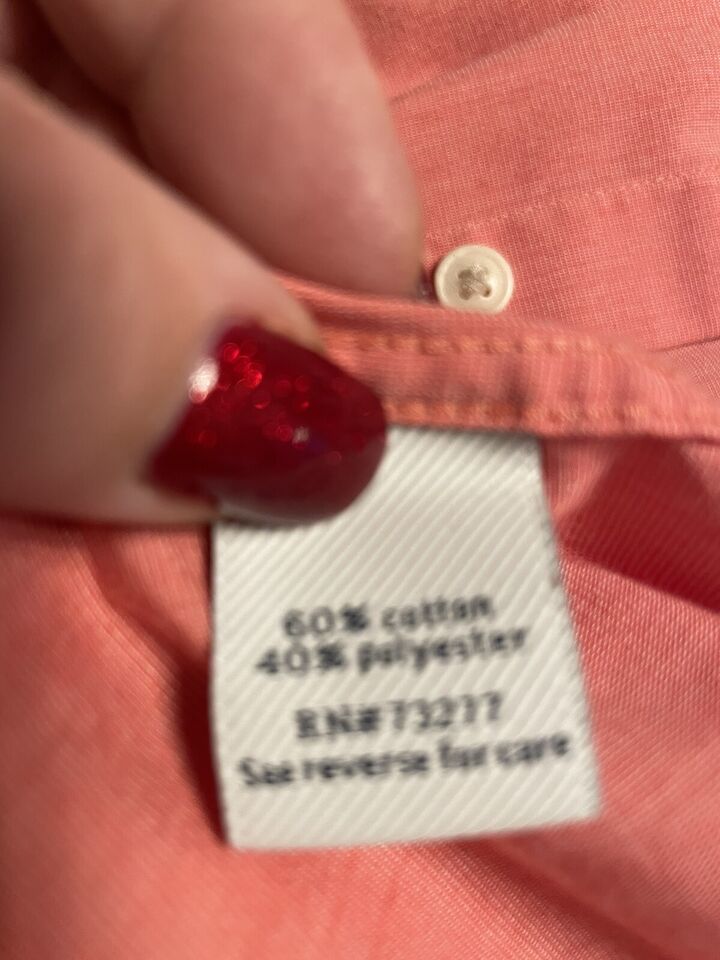 60% cotton
40% polyester
RN#73277
See reverse for care